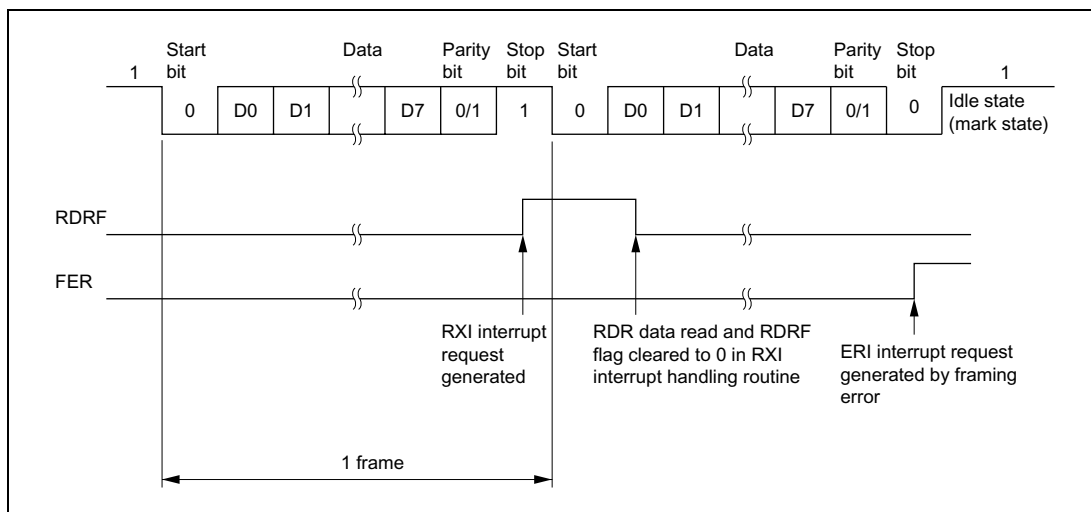 Start bit Data Parity bit Stop bit Start bit Data Parity bit Stop bit
1 0 D0 D1 D7 0/1 1 0 D0 D1 D7 0/1 0 1
Idle state
(mark state)
RDRF
FER
RXI interrupt
request
generated
RDR data read and RDRF
flag cleared to 0 in RXI
interrupt handling routine
ERI interrupt request
generated by framing
error
1 frame